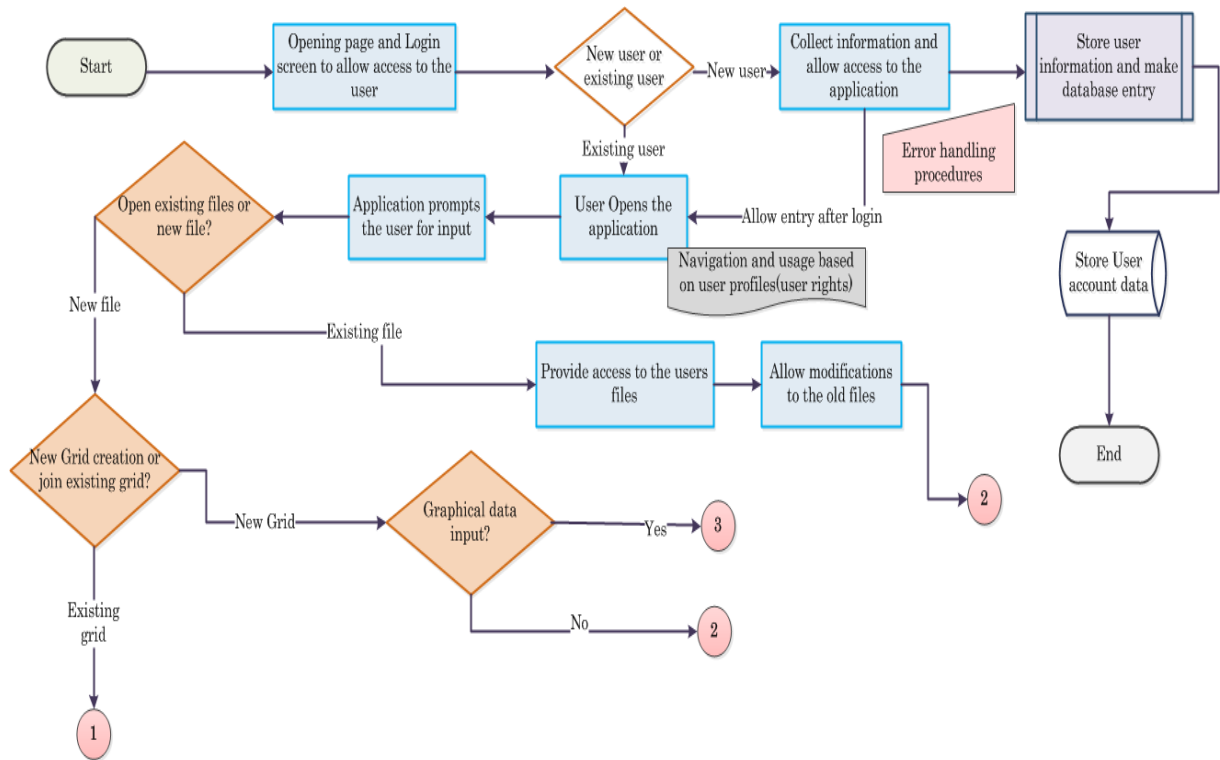 Start
Opening page and Login
screen to allow access to the
user
New user or
existing user
New user
Collect information and
allow access to the
application
Store user
information and make
database entry
Error handling
procedures
Existing user
Open existing files or
new file?
Application prompts
the user for input
User Opens the
application
Allow entry after login
Navigation and usage based
on user profiles(user rights)
Store User
account data
New file
Existing file
Provide access to the users
files
Allow modifications
to the old files
End
New Grid creation or
join existing grid?
New Grid
Graphical data
input?
Yes
3
2
No
2
Existing
grid
1